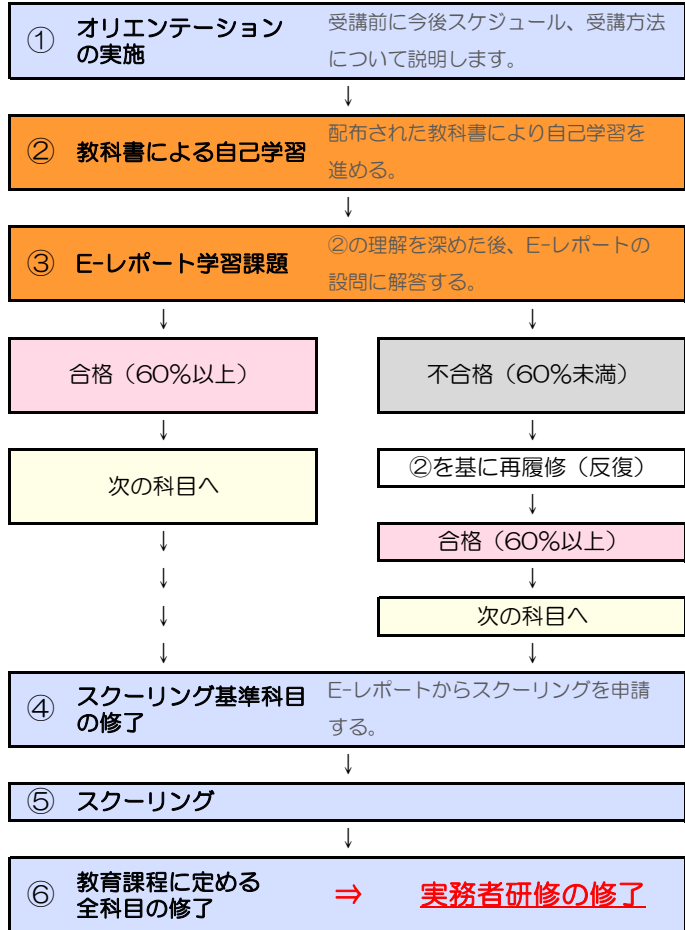 ① オリエンテーション
の実施
受講前に今後スケジュール、受講方法
について説明します。
↓
② 教科書による自己学習
配布された教科書により自己学習を
進める。
↓
③ E-レポート学習課題
②の理解を深めた後、E-レポートの
設問に解答する。
↓ ↓
合格（60%以上） 不合格（60%未満）
↓ ↓
次の科目へ
②を基に再履修（反復）
↓
↓
合格（60%以上）
↓ ↓
↓
次の科目へ
↓ ↓
④ スクーリング基準科目
の修了
E-レポートからスクーリングを申請
する。
↓
⑤ スクーリング
↓
⑥ 教育課程に定める
全科目の修了
⇒ 実務者研修の修了